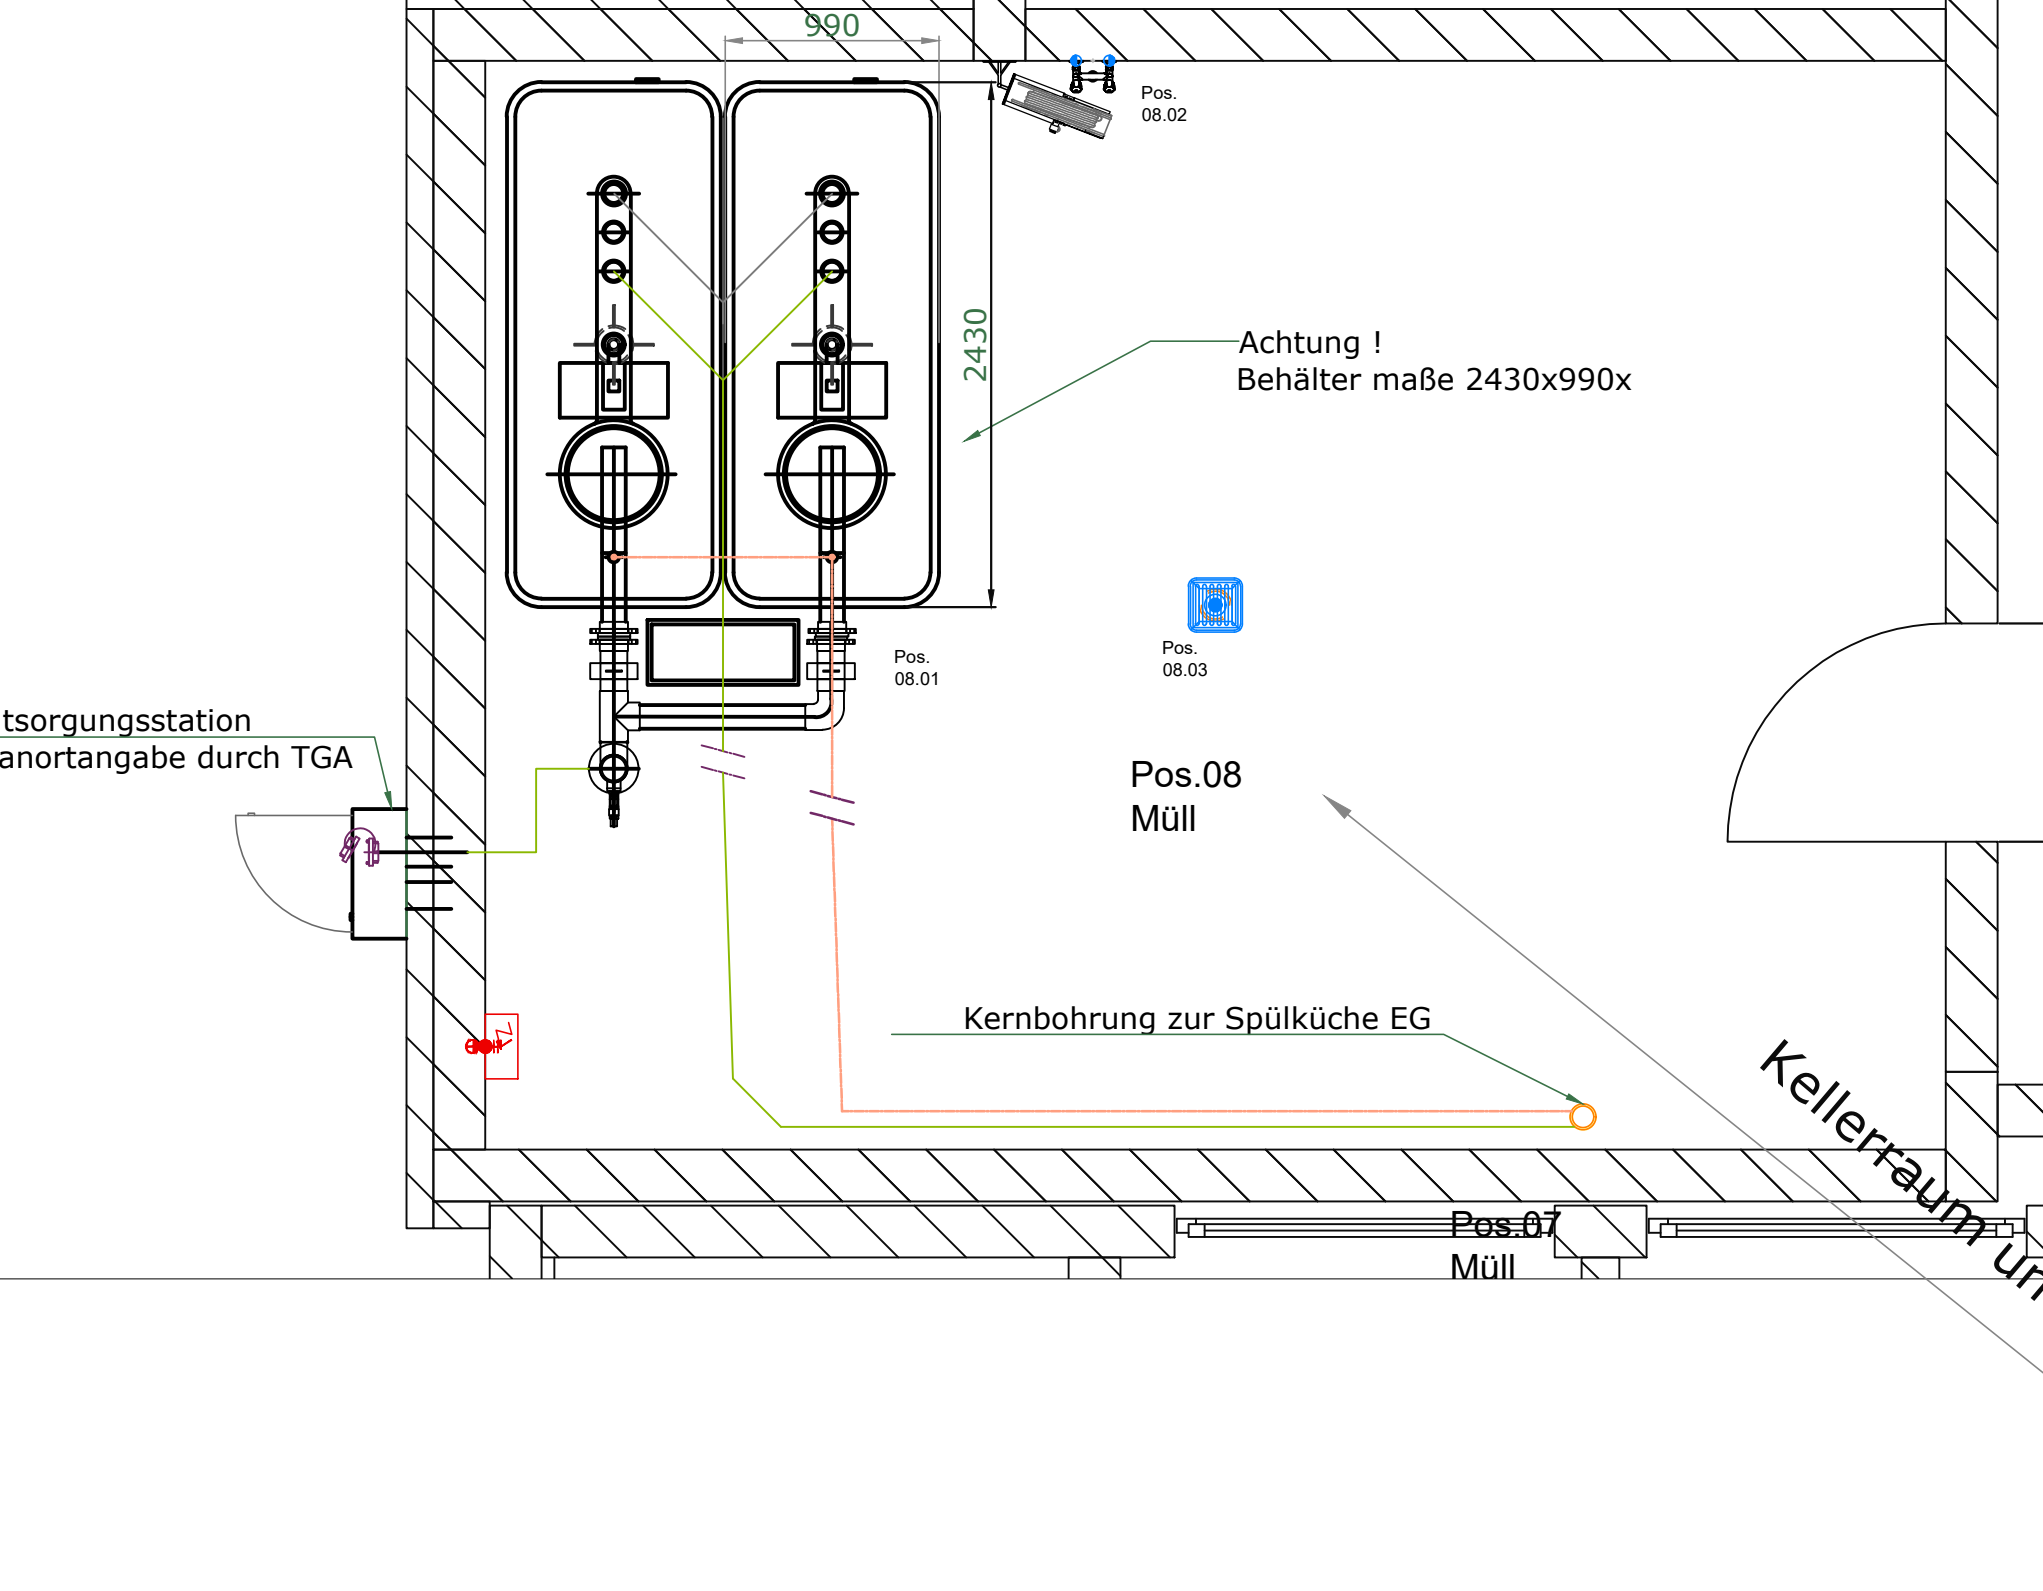 990
Pos.
08.02
2430
Achtung !
Behälter maße 2430x990x
Pos.
08.01
Pos.
08.03
tsorgungsstation
anortangabe durch TGA
Pos.08
Müll
Kernbohrung zur Spülküche EG
Kellerraum un
Pos.07
Müll